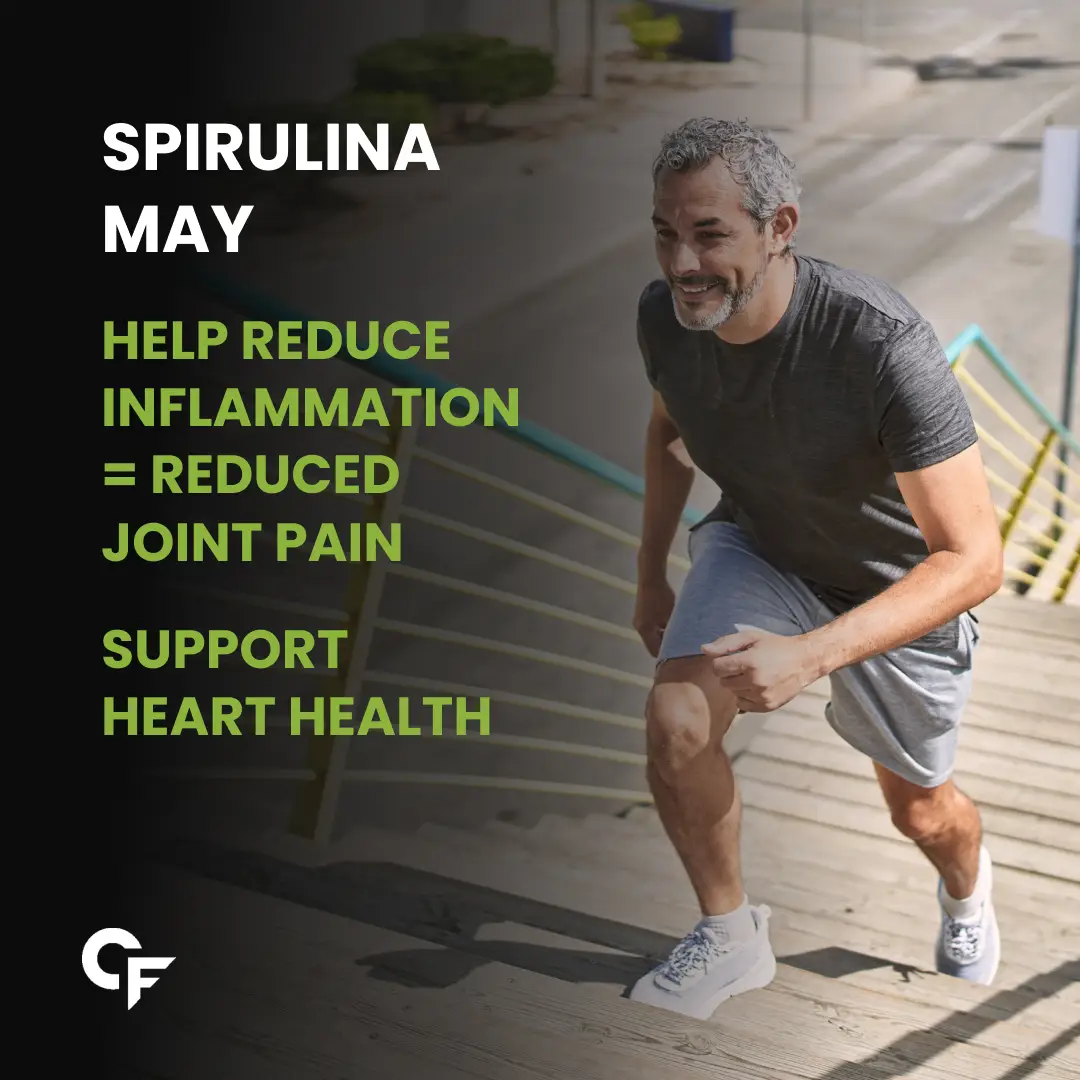 SPIRULINA
MAY
HELP REDUCE
INFLAMMATION
= REDUCED
JOINT PAIN
SUPPORT
HEART HEALTH
CF